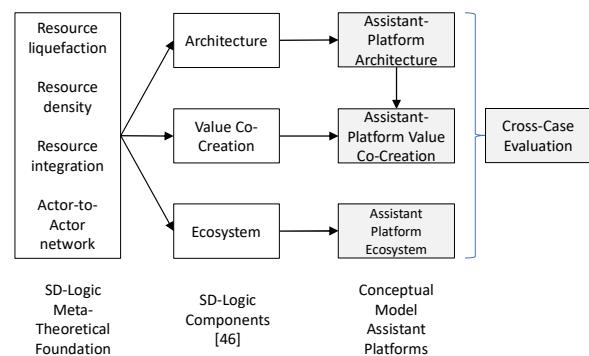 Resource
liquefaction
Resource
density
Resource
integration
Actor-to-
Actor
network
Architecture
Value Co-
Creation
Ecosystem
Assistant-
Platform
Architecture
Assistant-
Platform Value
Co-Creation
Assistant
Platform
Ecosystem
Cross-Case
Evaluation
SD-Logic
Meta-
Theoretical
Foundation
SD-Logic
Components
[46]
Conceptual
Model
Assistant
Platforms